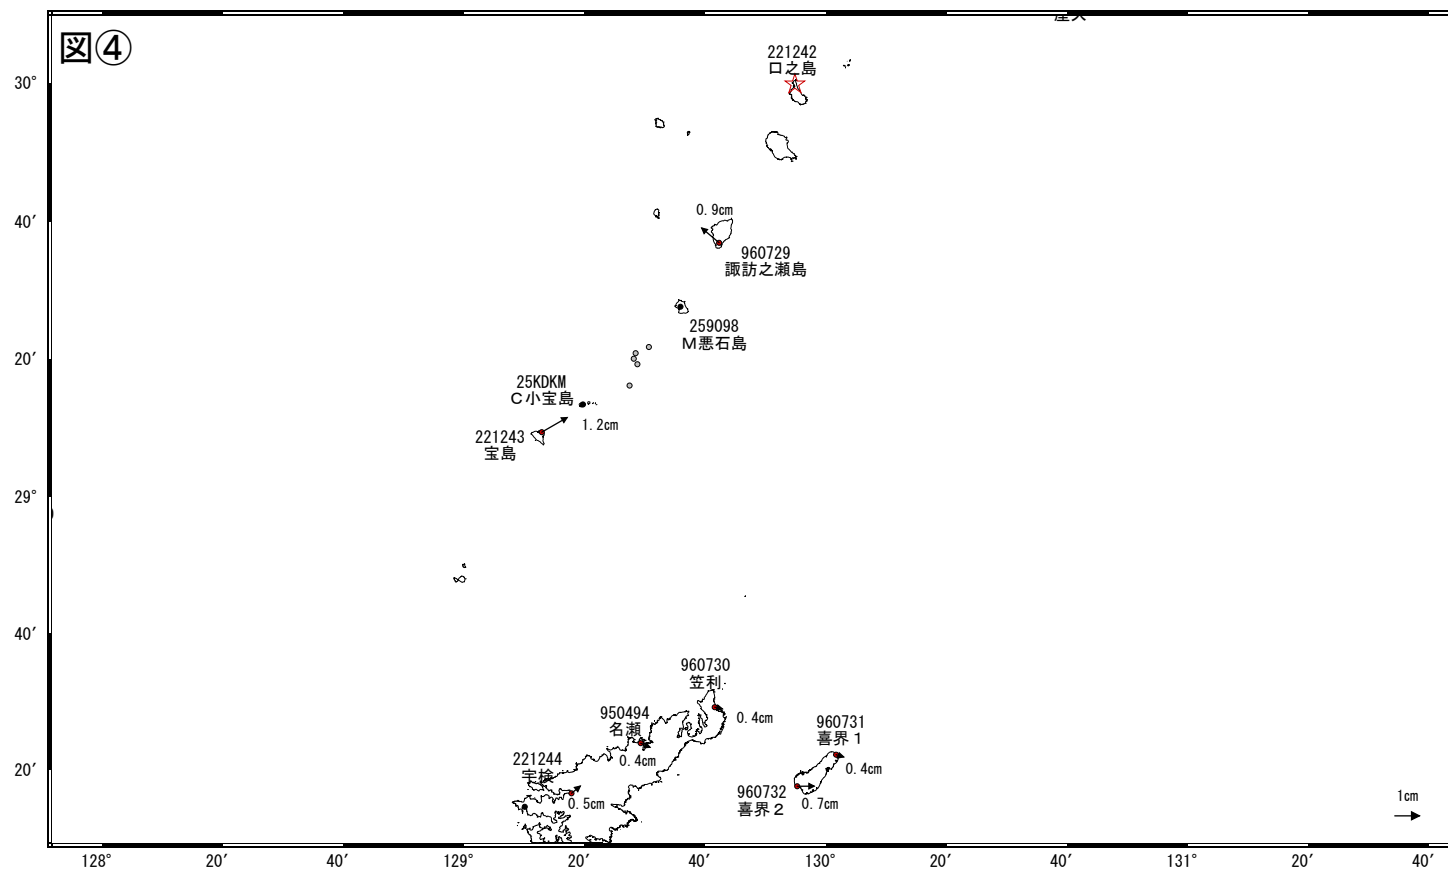 図④
221242
口之島
30°
0.9cm
40′
960729
諏訪之瀬島
259098
M悪石島
20′
25KDKM
C小宝島
1.2cm
221243
宝島
29°
40′
960730
笠利
0.4cm
950494
名瀬
0.4cm
960731
喜界1
0.4cm
221244
宇検
0.5cm
20′
960732
喜界2
0.7cm
1cm
128° 20′ 40′ 129° 20′ 40′ 130° 20′ 40′ 131° 20′ 40′